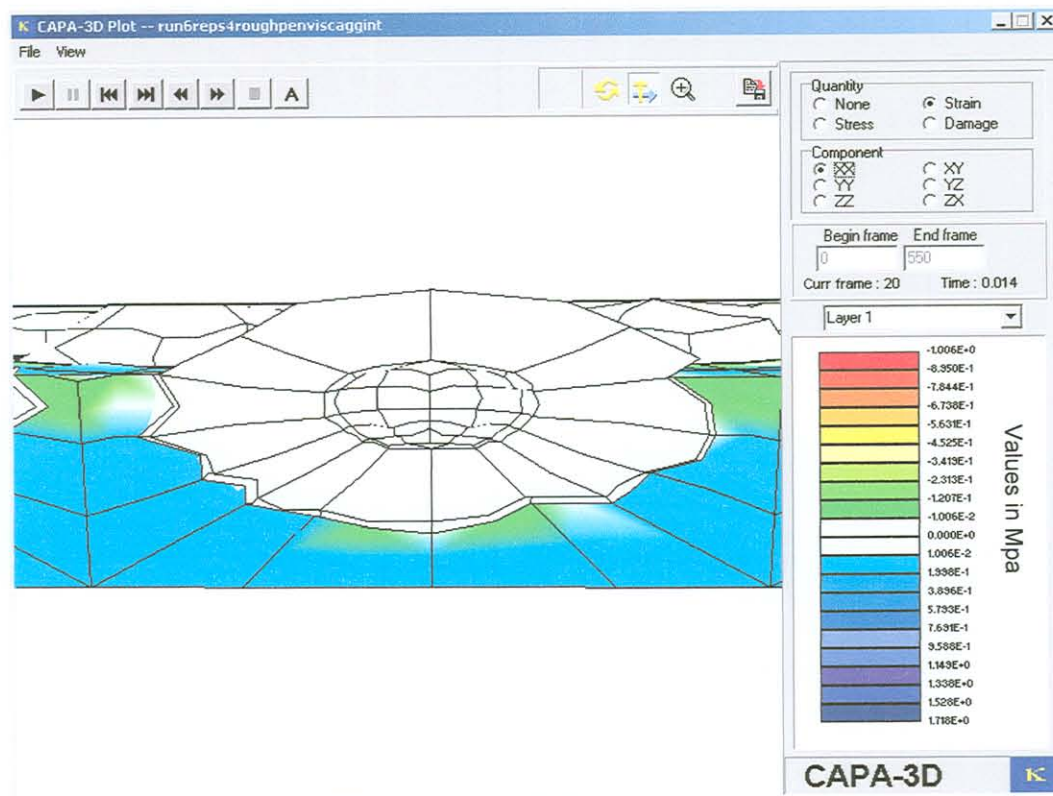 CAPA-3D Plot -- run6reps4roughpenviscaggint
File View
A
Quantity
None Strain
Stress Damage
Component
XX XY
YY YZ
ZZ ZX
Begin frame End frame
0 550
Curr frame : 20 Time : 0.014
Layer 1
-1.006E+0
-8.950E-1
-7.844E-1
-6.738E-1
-5.631E-1
-4.525E-1
-3.419E-1
-2.313E-1
-1.207E-1
-1.006E-2
0.000E+0
1.006E-2
1.998E-1
3.896E-1
5.793E-1
7.691E-1
9.588E-1
1.149E+0
1.338E+0
1.528E+0
1.718E+0
Values in Mpa
CAPA-3D
K